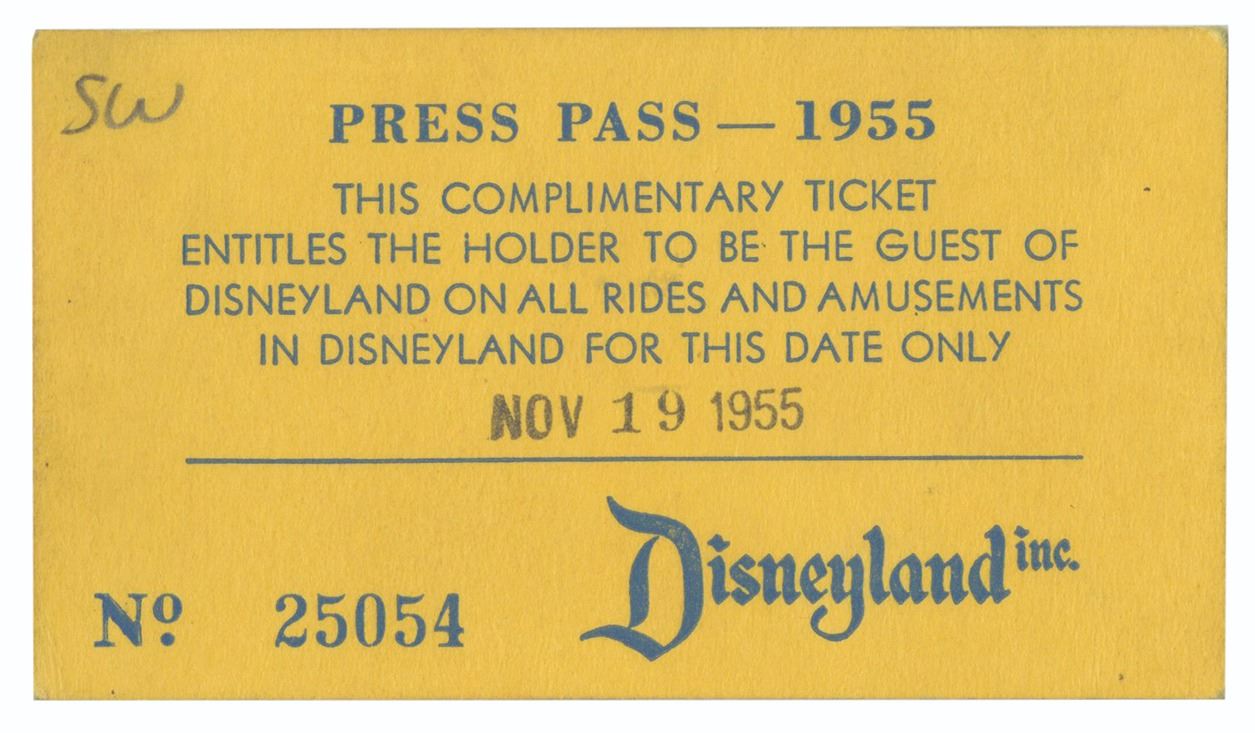 SW
PRESS PASS — 1955
THIS COMPLIMENTARY TICKET
ENTITLES THE HOLDER TO BE THE GUEST OF
DISNEYLAND ON ALL RIDES AND AMUSEMENTS
IN DISNEYLAND FOR THIS DATE ONLY
NOV 19 1955
Nº 25054
Disneyland inc.